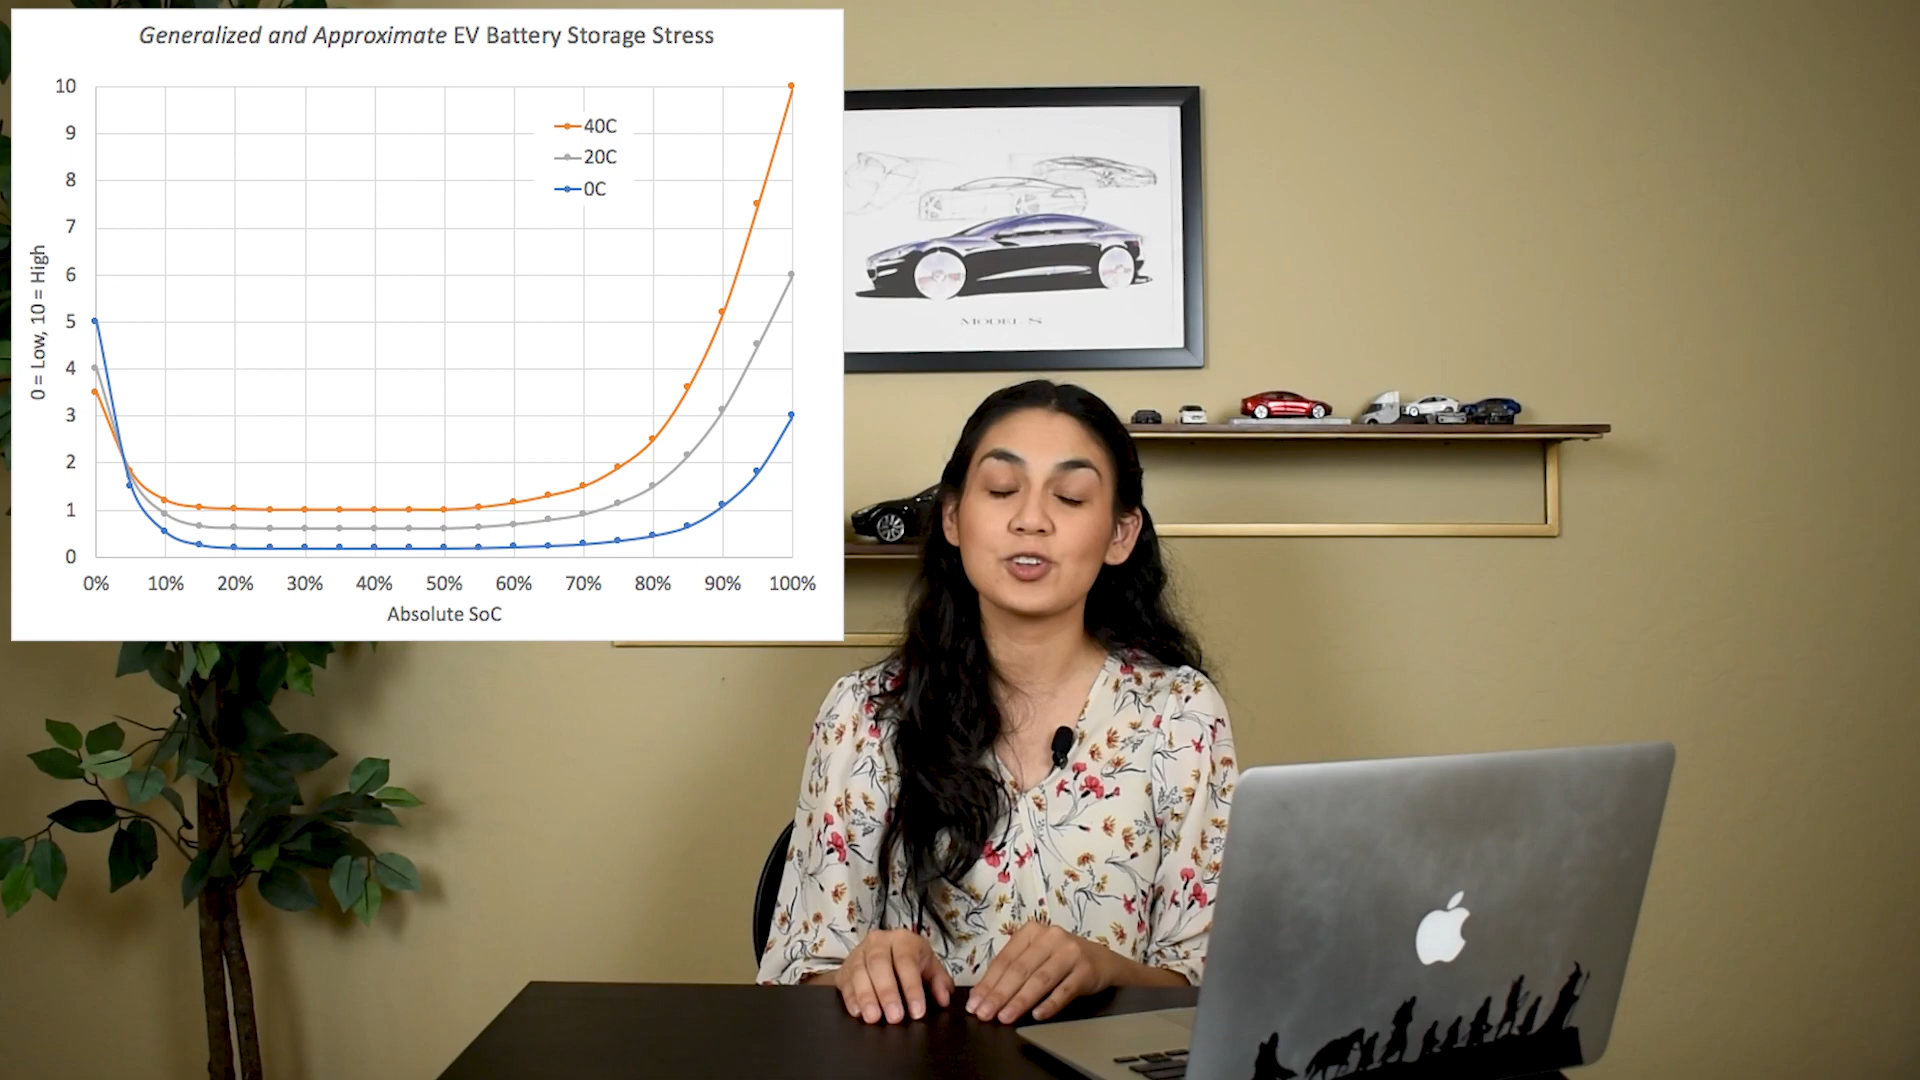 Generalized and Approximate EV Battery Storage Stress
10
9
8
7
6
5
4
3
2
1
0
0 = Low, 10 = High
40C
20C
0C
0% 10% 20% 30% 40% 50% 60% 70% 80% 90% 100%
Absolute SoC
MODEL S